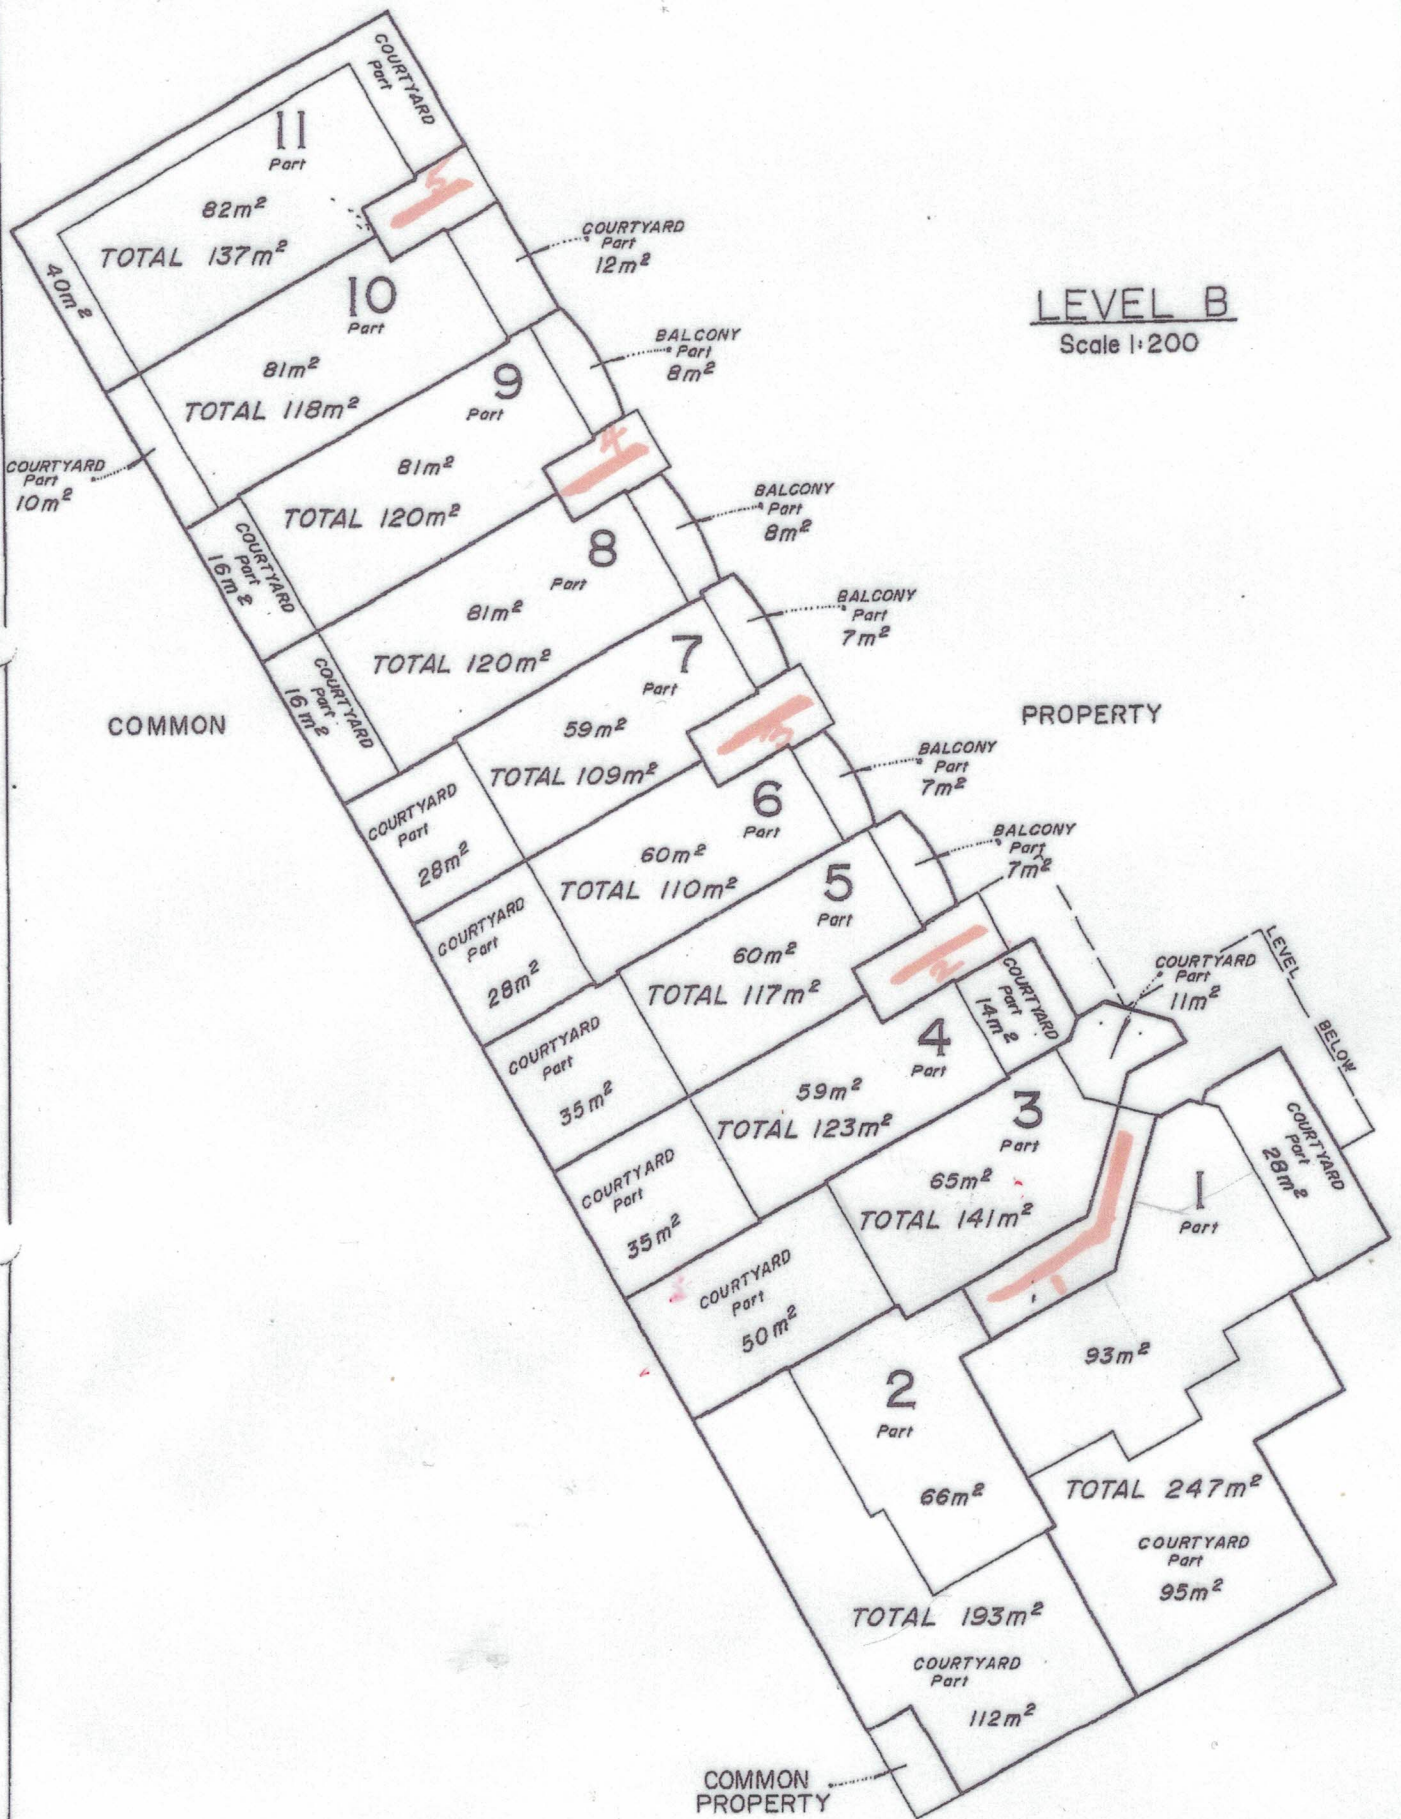 COURTYARD
Part
11
Part
82m²
TOTAL 137m²
40m²
5
COURTYARD
Part
12m²
LEVEL B
Scale 1:200
10
Part
81m²
TOTAL 118m²
BALCONY
Part
8m²
9
Part
81m²
TOTAL 120m²
COURTYARD
Part
10m²
4
BALCONY
Part
8m²
COURTYARD
Part
16m²
8
Part
81m²
TOTAL 120m²
BALCONY
Part
7m²
COURTYARD
Part
16m²
7
Part
59m²
TOTAL 109m²
COMMON
PROPERTY
3
BALCONY
Part
7m²
COURTYARD
Part
28m²
6
Part
60m²
TOTAL 110m²
BALCONY
Part
7m²
COURTYARD
Part
28m²
5
Part
60m²
TOTAL 117m²
2
COURTYARD
Part
14m²
COURTYARD
Part
11m²
LEVEL
BELOW
COURTYARD
Part
35m²
4
Part
59m²
TOTAL 123m²
COURTYARD
Part
35m²
3
Part
65m²
TOTAL 141m²
1
Part
COURTYARD
Part
28m²
COURTYARD
Part
50m²
1
93m²
2
Part
66m²
TOTAL 247m²
COURTYARD
Part
95m²
TOTAL 193m²
COURTYARD
Part
112m²
COMMON
PROPERTY